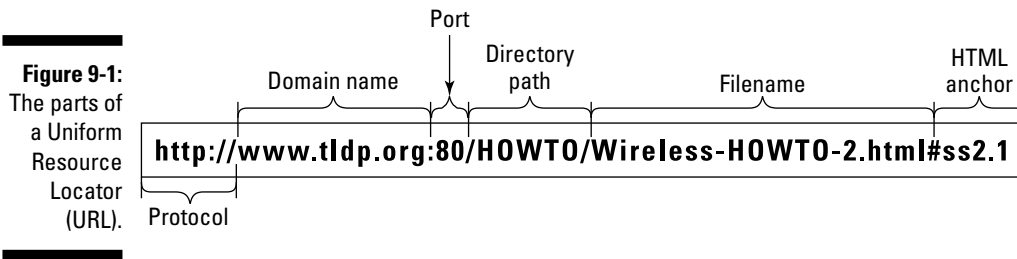 Figure 9-1:
The parts of
a Uniform
Resource
Locator
(URL).
Port
Domain name
Directory
path
Filename
HTML
anchor
http://www.tldp.org:80/HOWTO/Wireless-HOWTO-2.html#ss2.1
Protocol